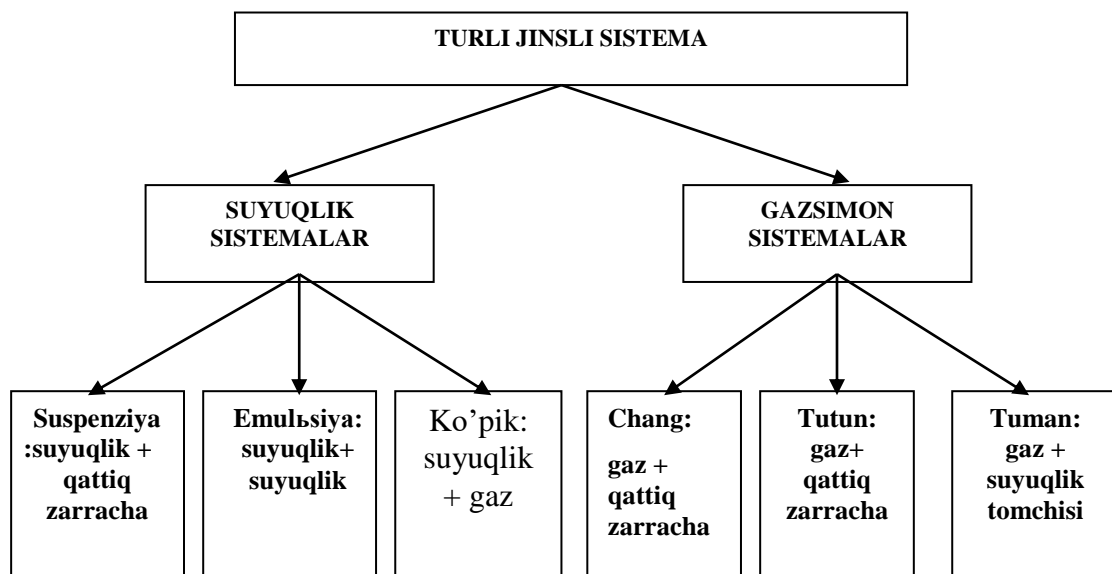 TURLI JINSLI SISTEMA
SUYUQLIK
SISTEMALAR
GAZSIMON
SISTEMALAR
Suspenziya
:suyuqlik +
qattiq
zarracha
Emulьsiya:
suyuqlik+
suyuqlik
Ko’pik:
suyuqlik
+ gaz
Chang:
gaz +
qattiq
zarracha
Tutun:
gaz+
qattiq
zarracha
Tuman:
gaz +
suyuqlik
tomchisi